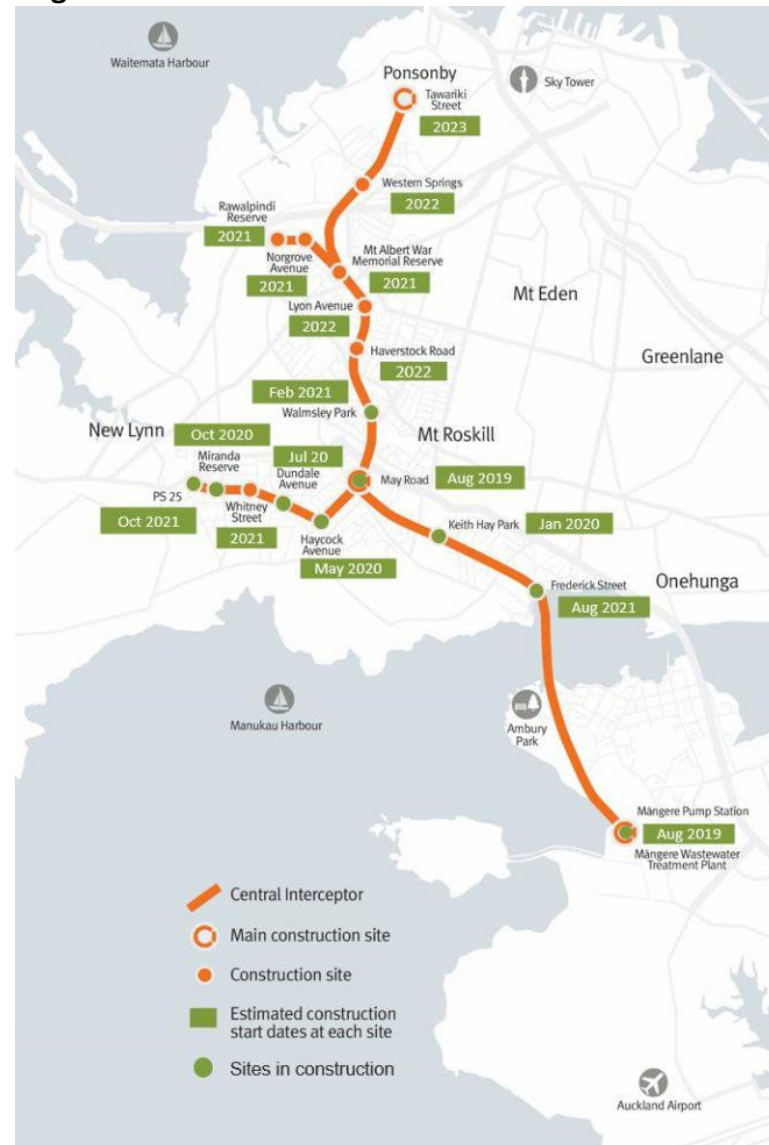 Waitemata Harbour
Ponsonby
Sky Tower
Tawariki
Street
2023
Western Springs
2022
Rawalpindi
Reserve
2021
Norgrove
Avenue
2021
Mt Albert War
Memorial Reserve
2021
Lyon Avenue
2022
Mt Eden
Haverstock Road
2022
Greenlane
Feb 2021
Walmsley Park
New Lynn
Oct 2020
Miranda
Reserve
Jul 20
Dundale
Avenue
Mt Roskill
May Road
Aug 2019
PS 25
Oct 2021
Whitney
Street
2021
Haycock
Avenue
May 2020
Keith Hay Park
Jan 2020
Frederick Street
Aug 2021
Onehunga
Manukau Harbour
Ambury
Park
Māngere Pump Station
Aug 2019
Māngere Wastewater
Treatment Plant
Central Interceptor
Main construction site
Construction site
Estimated construction
start dates at each site
Sites in construction
Auckland Airport